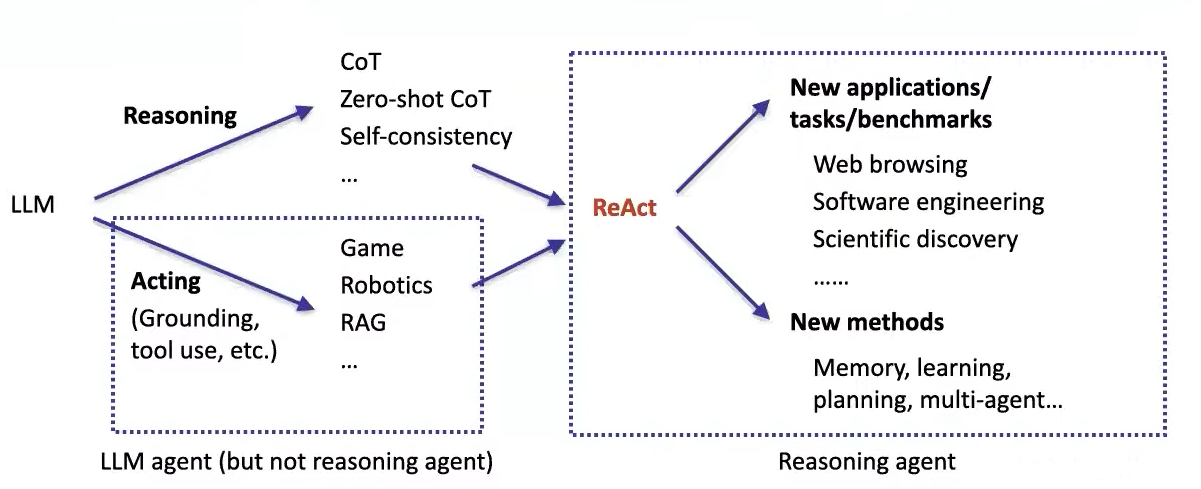 LLM
Reasoning
CoT
Zero-shot CoT
Self-consistency
...
Acting
(Grounding,
tool use, etc.)
Game
Robotics
RAG
...
LLM agent (but not reasoning agent)
ReAct
New applications/
tasks/benchmarks
Web browsing
Software engineering
Scientific discovery
......
New methods
Memory, learning,
planning, multi-agent...
Reasoning agent